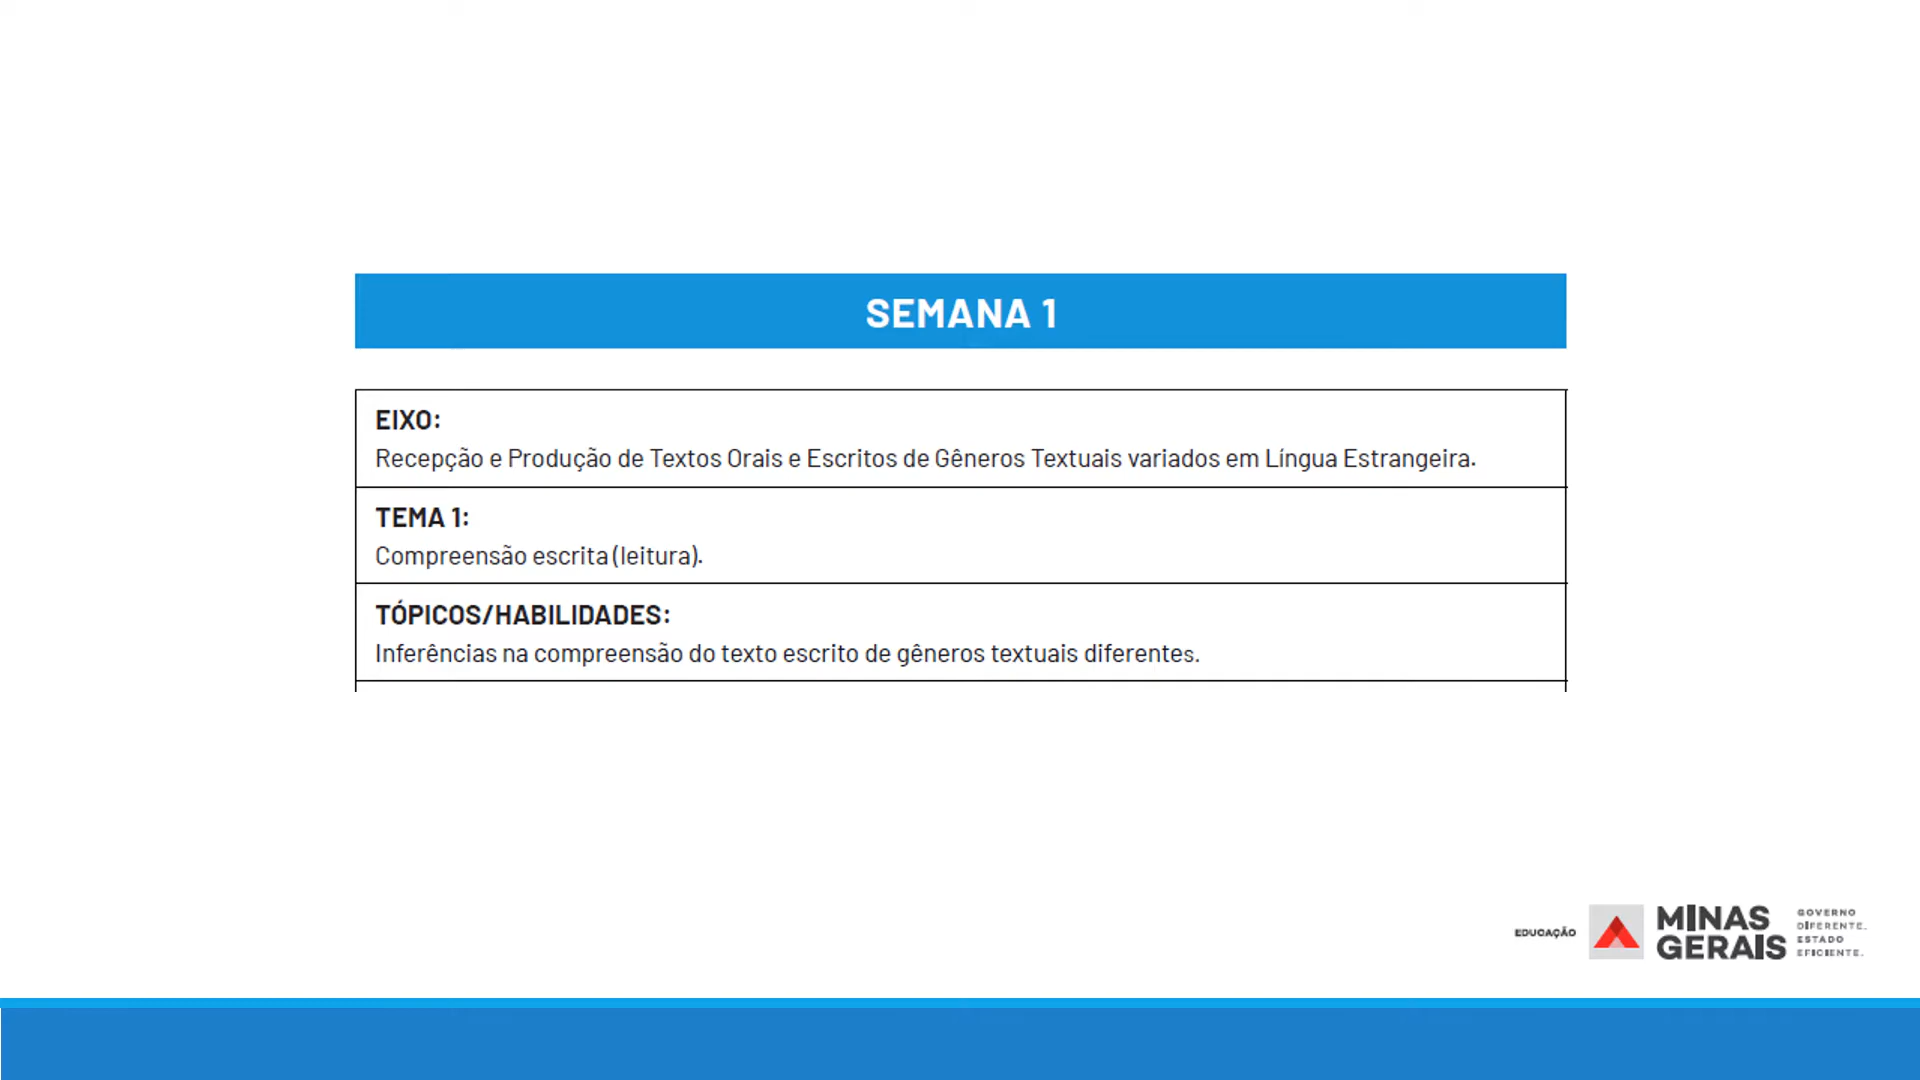 SEMANA 1
EIXO:
Recepção e Produção de Textos Orais e Escritos de Gêneros Textuais variados em Língua Estrangeira.
TEMA 1:
Compreensão escrita (leitura).
TÓPICOS/HABILIDADES:
Inferências na compreensão do texto escrito de gêneros textuais diferentes.
EDUCAÇÃO
MINAS
GERAIS
GOVERNO
DIFERENTE.
ESTADO
EFICIENTE.